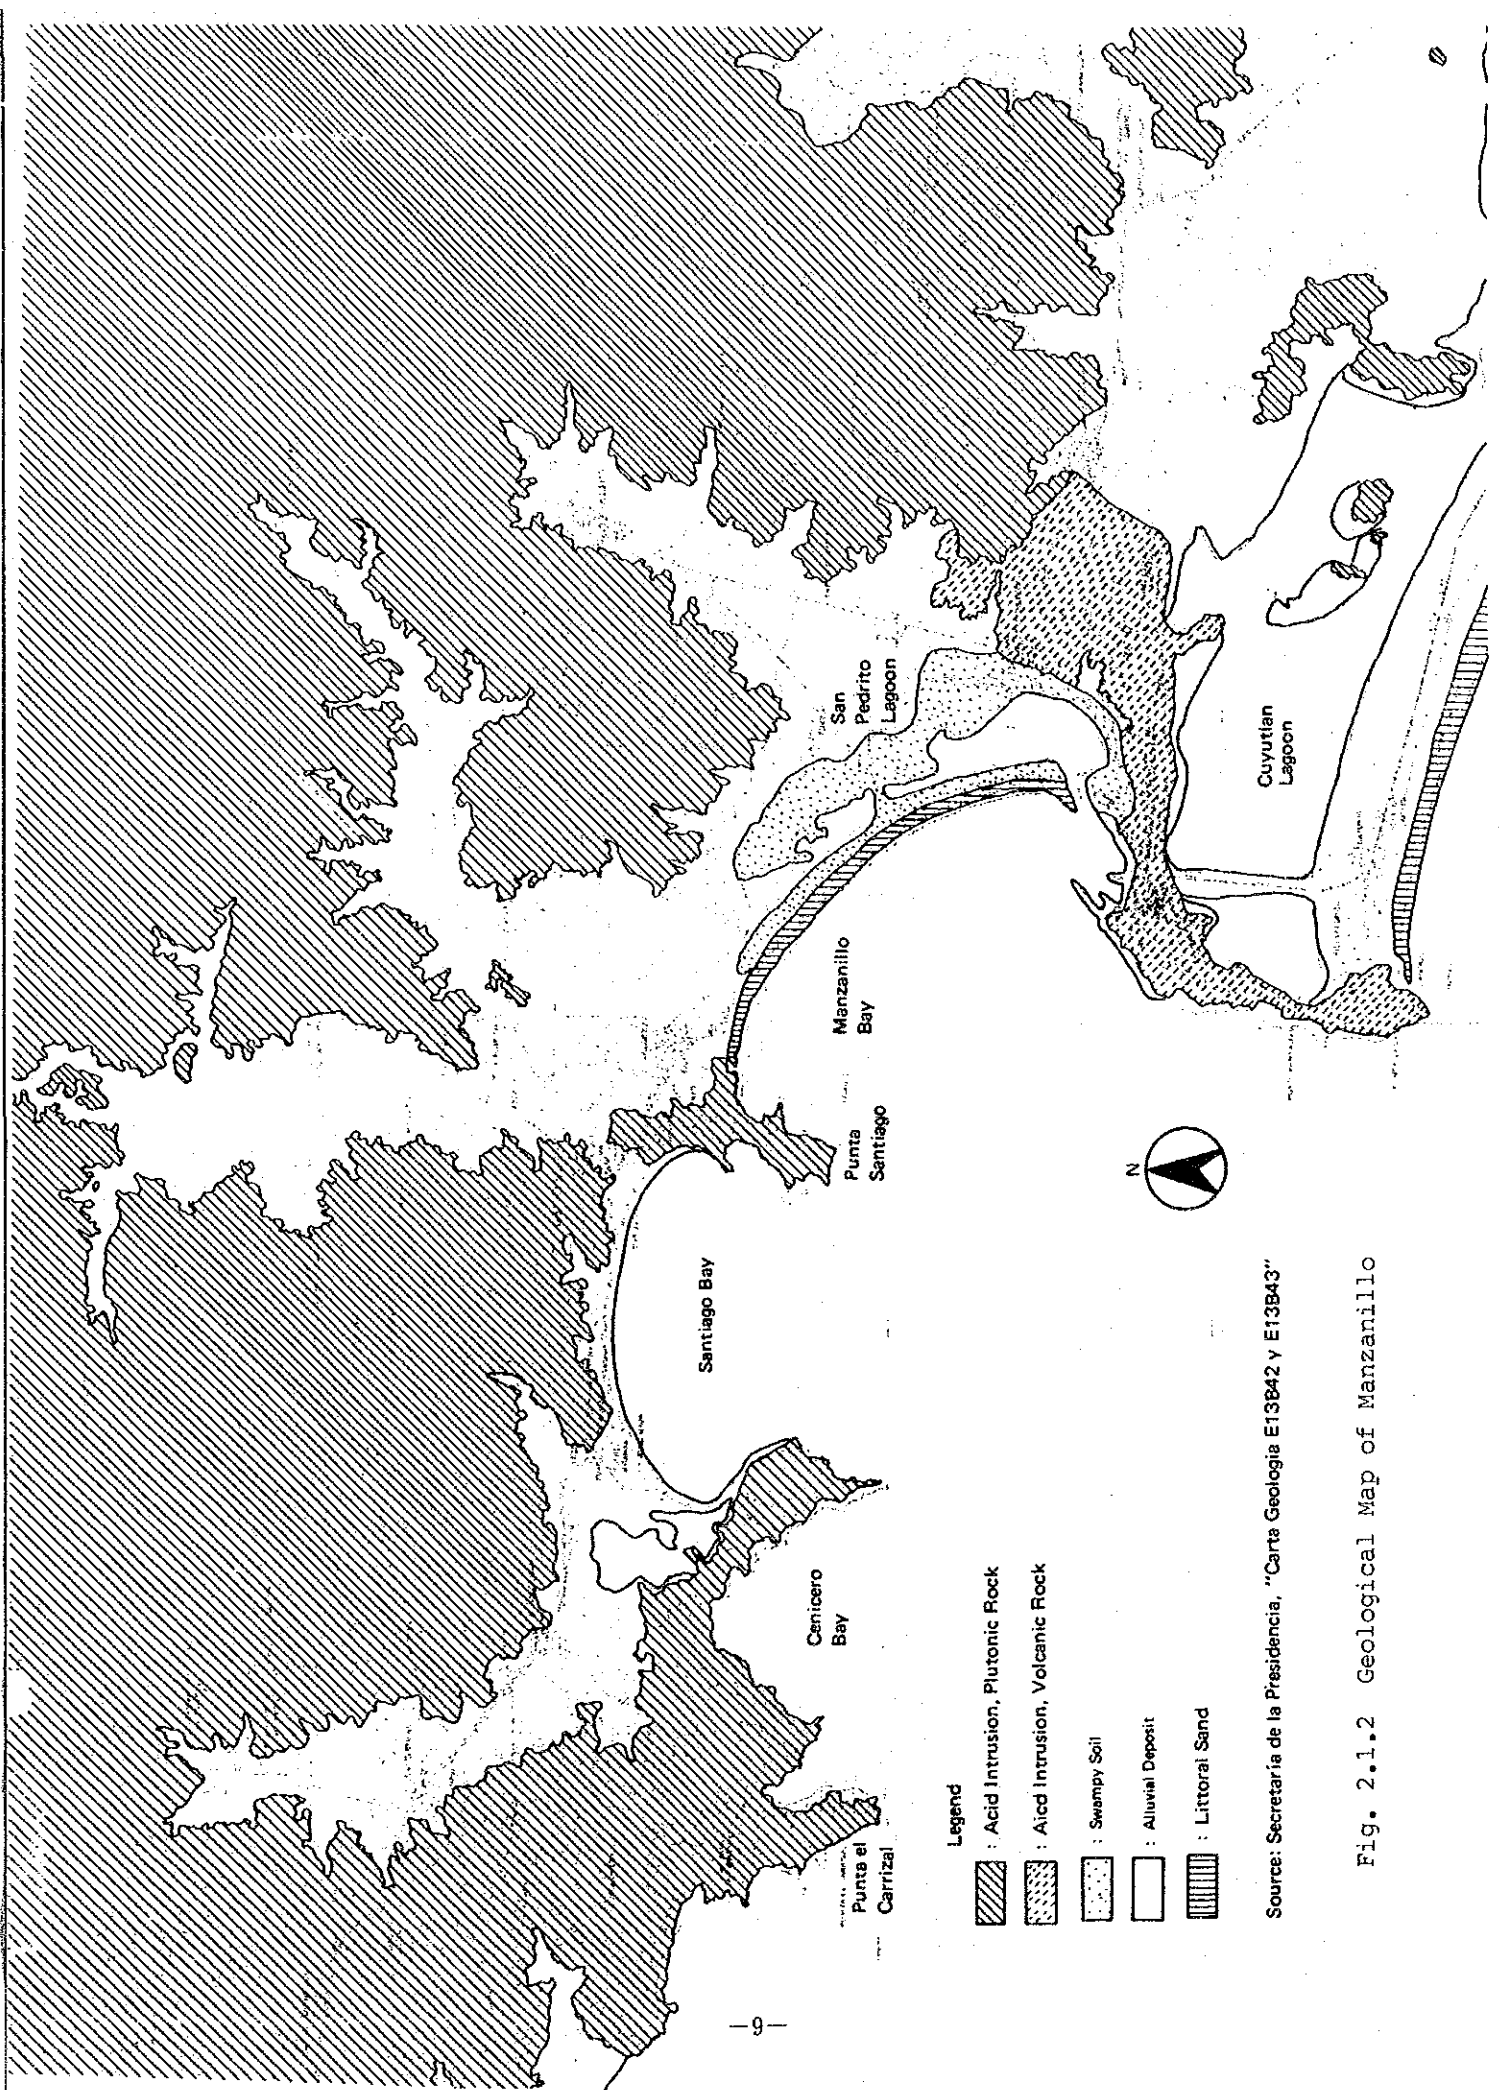 San
Pedrito
Lagoon
Cuyutian
Lagoon
Manzanillo
Bay
Punta
Santiago
Santiago Bay
N
Cenicero
Bay
Punta el
Carrizal
Legend
: Acid Intrusion, Plutonic Rock
: Aicd Intrusion, Volcanic Rock
: Swampy Soil
: Alluvial Deposit
: Littoral Sand
Source: Secretaria de la Presidencia, "Carta Geologia E13B42 y E13B43"
Fig. 2.1.2 Geological Map of Manzanillo
—9—